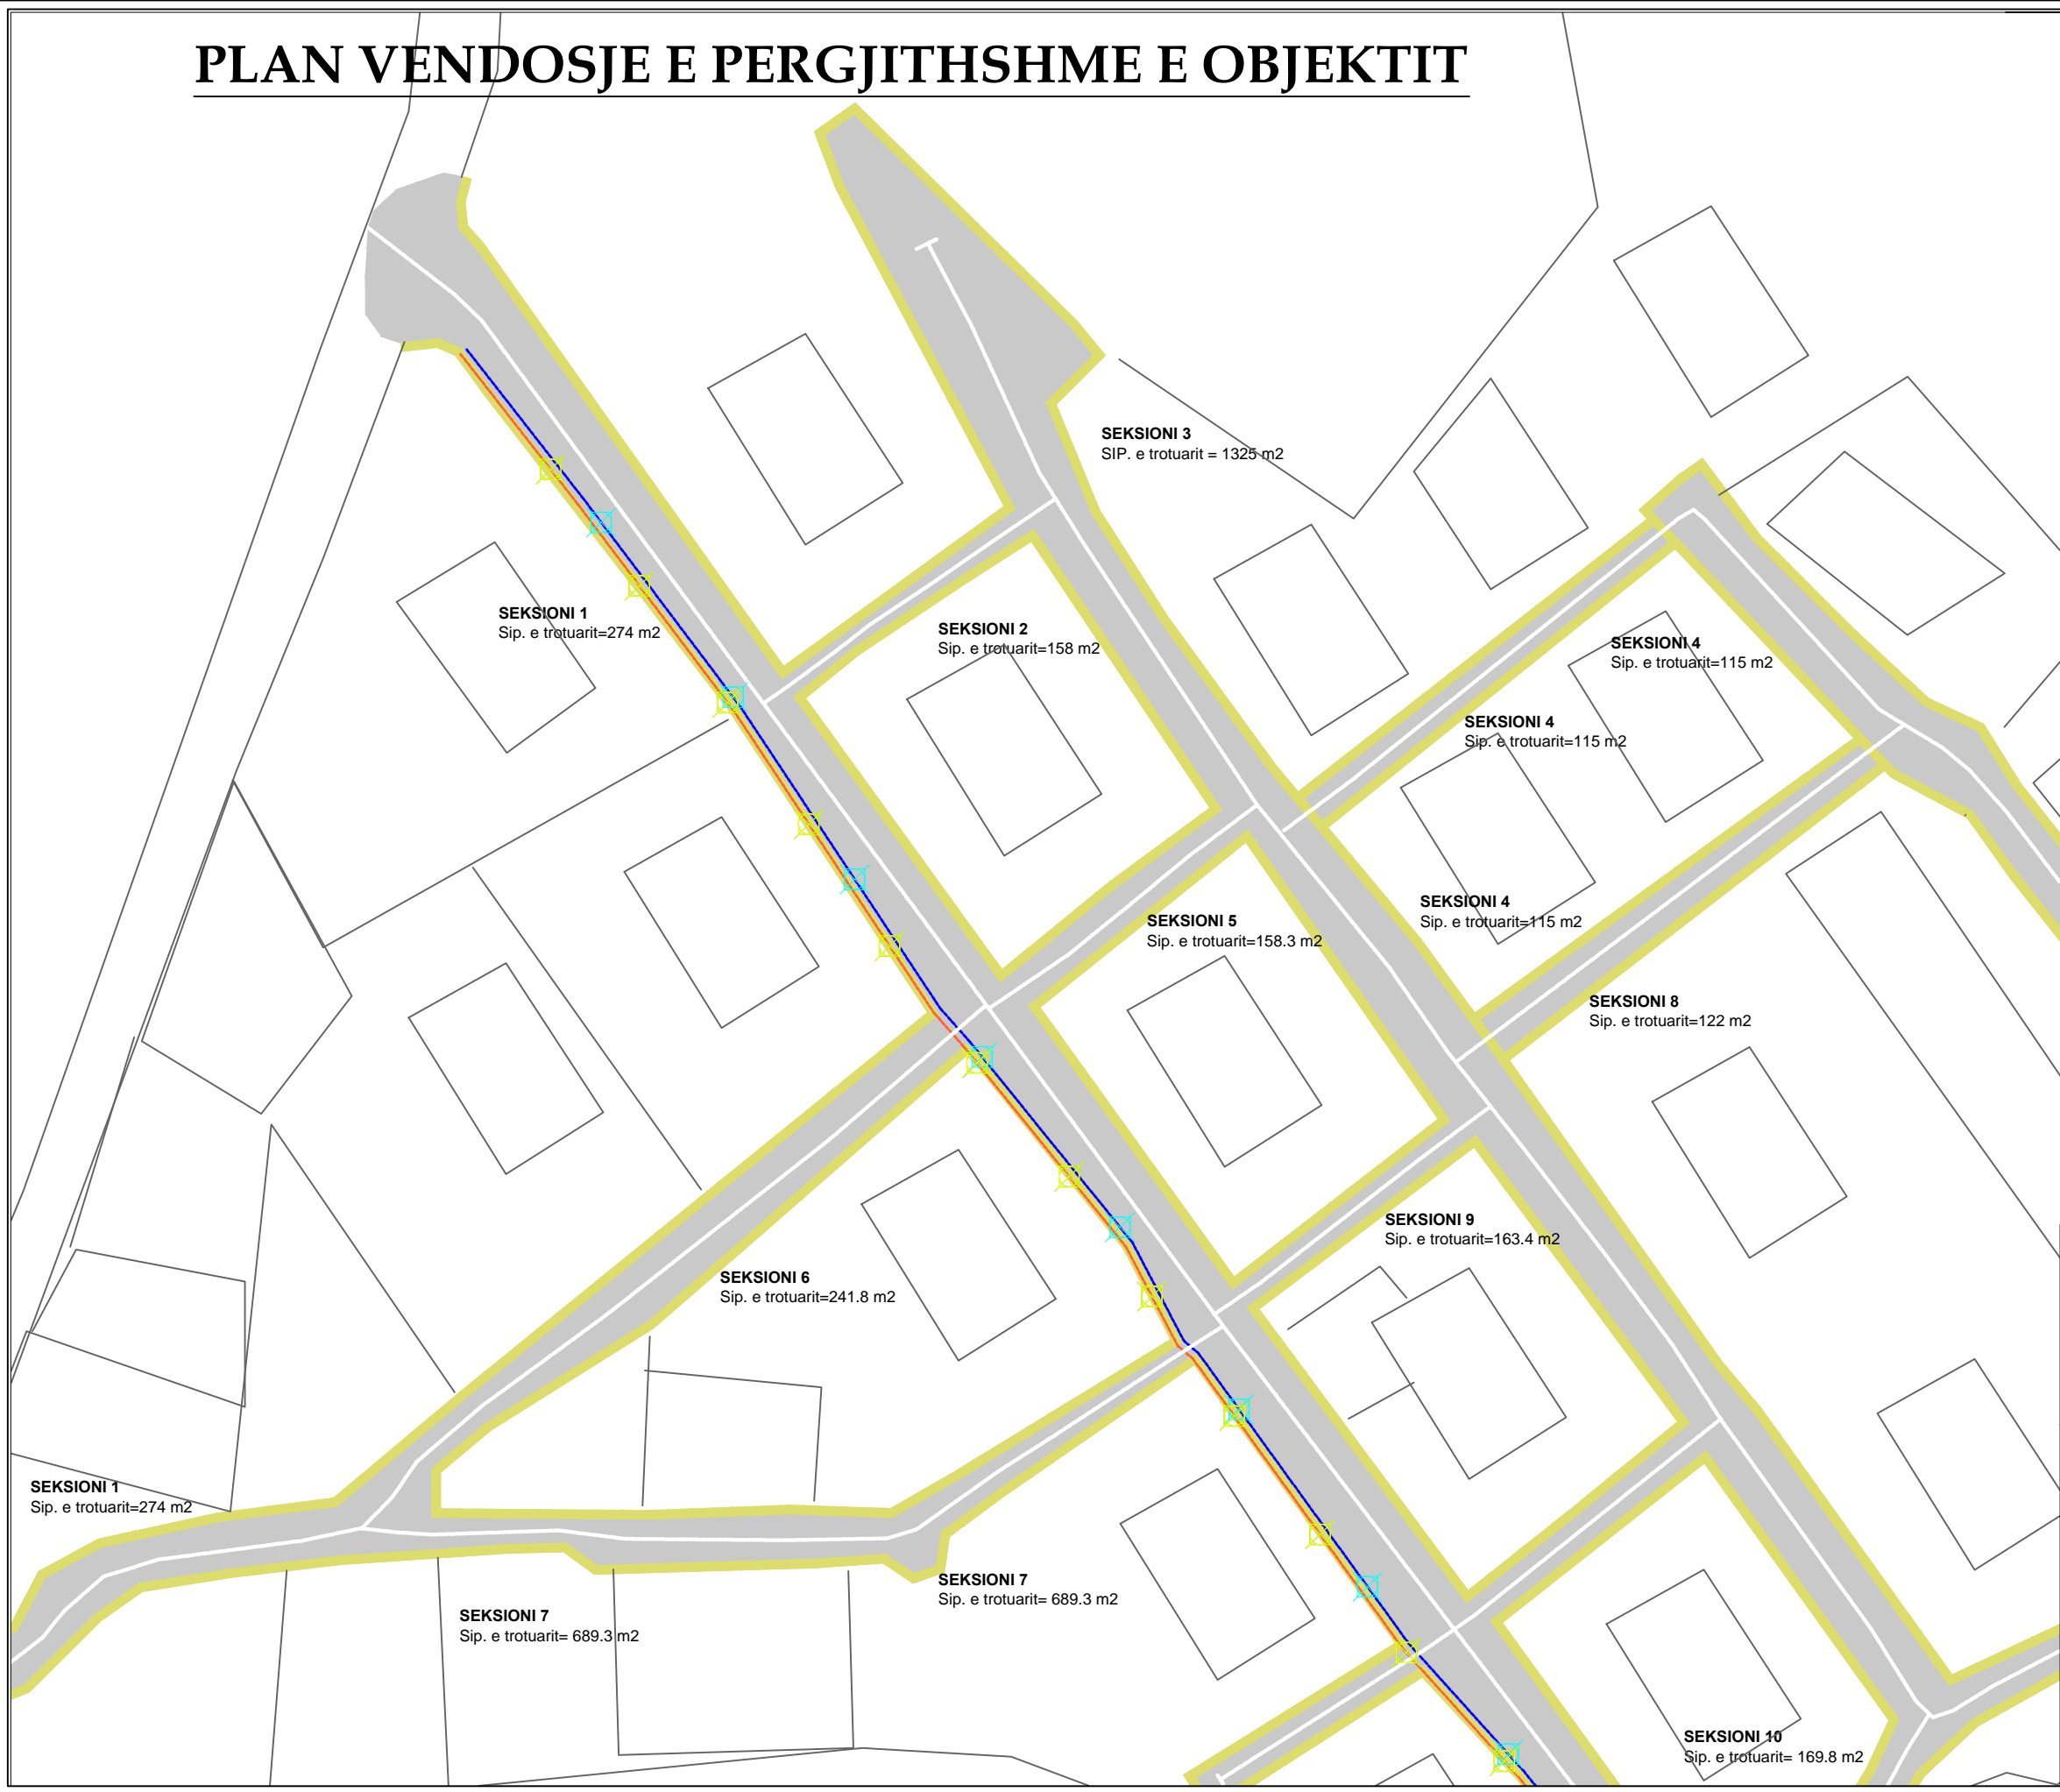 PLAN VENDOSJE E PERGJITHSHME E OBJEKTIT
SEKSIONI 3
SIP. e trotuarit = 1325 m2
SEKSIONI 1
Sip. e trotuarit=274 m2
SEKSIONI 2
Sip. e trotuarit=158 m2
SEKSIONI 4
Sip. e trotuarit=115 m2
SEKSIONI 4
Sip. e trotuarit=115 m2
SEKSIONI 4
Sip. e trotuarit=115 m2
SEKSIONI 5
Sip. e trotuarit=158.3 m2
SEKSIONI 8
Sip. e trotuarit=122 m2
SEKSIONI 9
Sip. e trotuarit=163.4 m2
SEKSIONI 6
Sip. e trotuarit=241.8 m2
SEKSIONI 1
Sip. e trotuarit=274 m2
SEKSIONI 7
Sip. e trotuarit= 689.3 m2
SEKSIONI 7
Sip. e trotuarit= 689.3 m2
SEKSIONI 10
Sip. e trotuarit= 169.8 m2